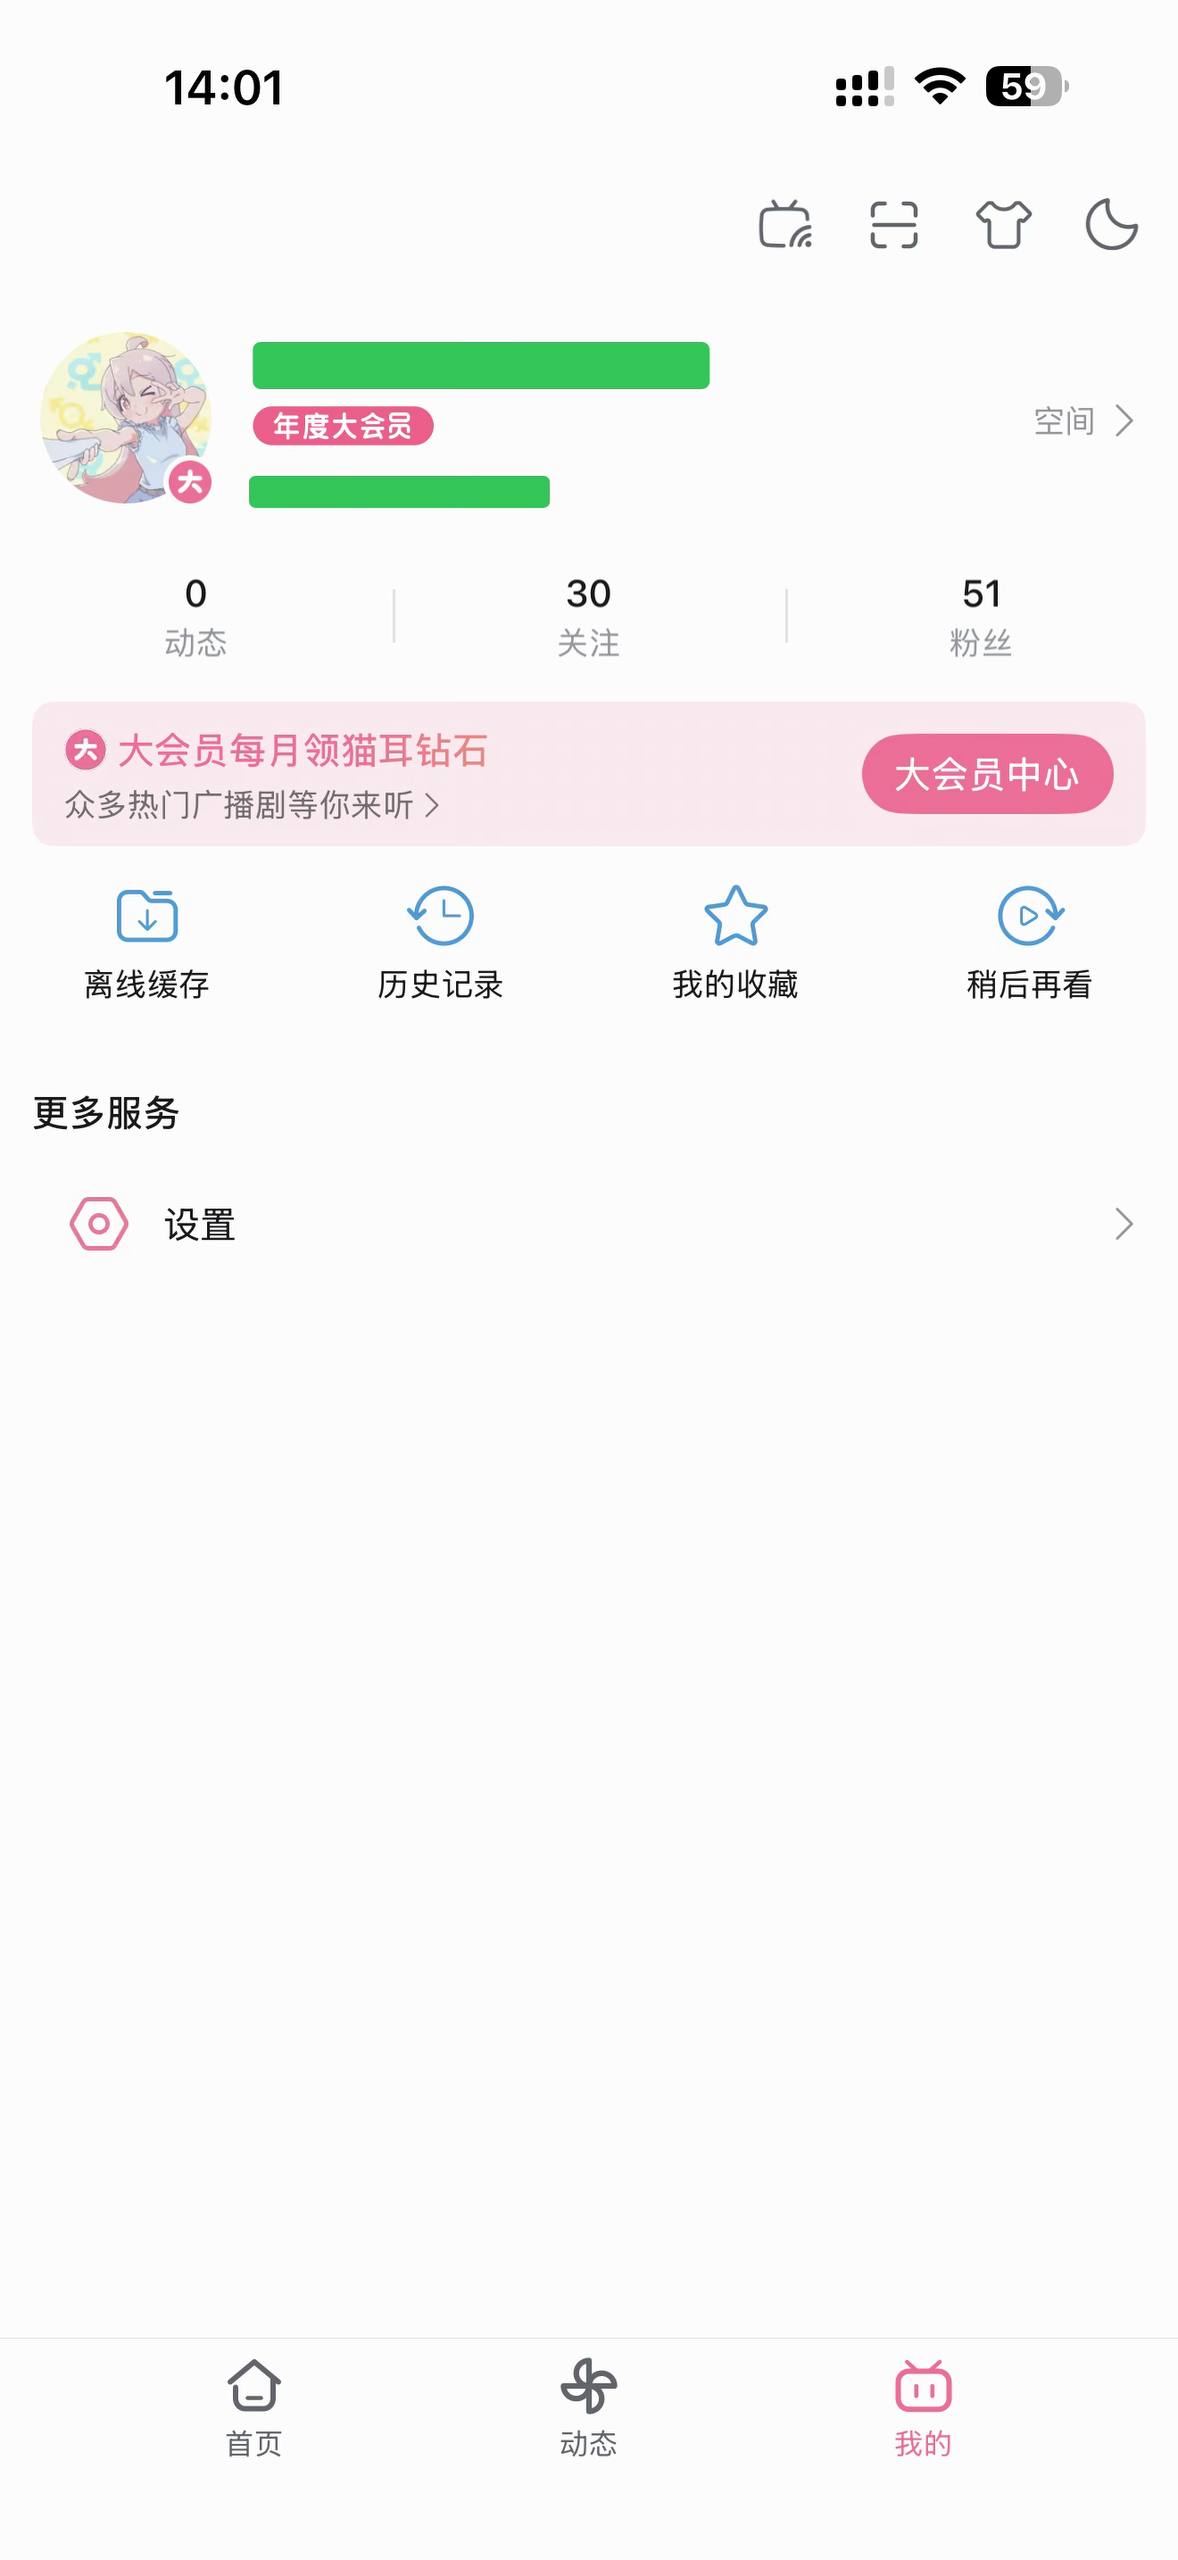 14:01
59
年度大会员
大
空间
0
动态
30
关注
51
粉丝
大 大会员每月领猫耳钻石
众多热门广播剧等你来听
大会员中心
离线缓存
历史记录
我的收藏
稍后再看
更多服务
设置
首页
动态
我的